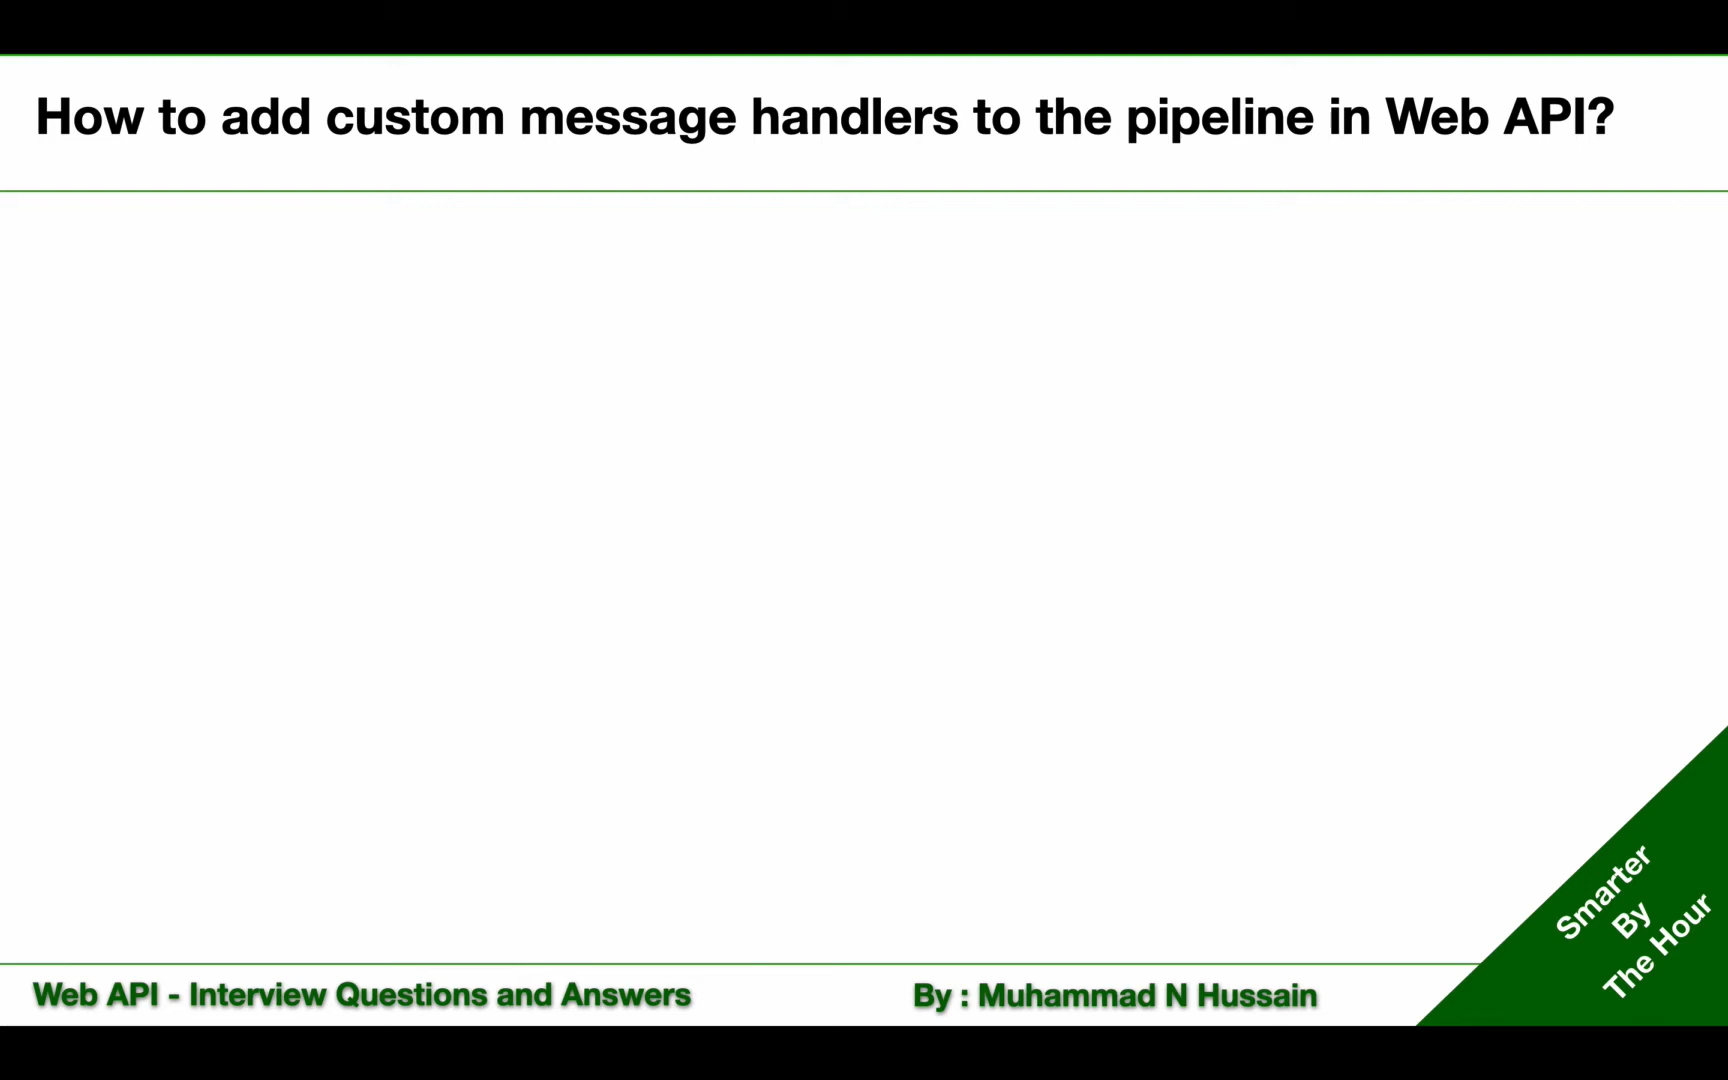 How to add custom message handlers to the pipeline in Web API?
Smarter
By
The Hour
Web API - Interview Questions and Answers
By : Muhammad N Hussain